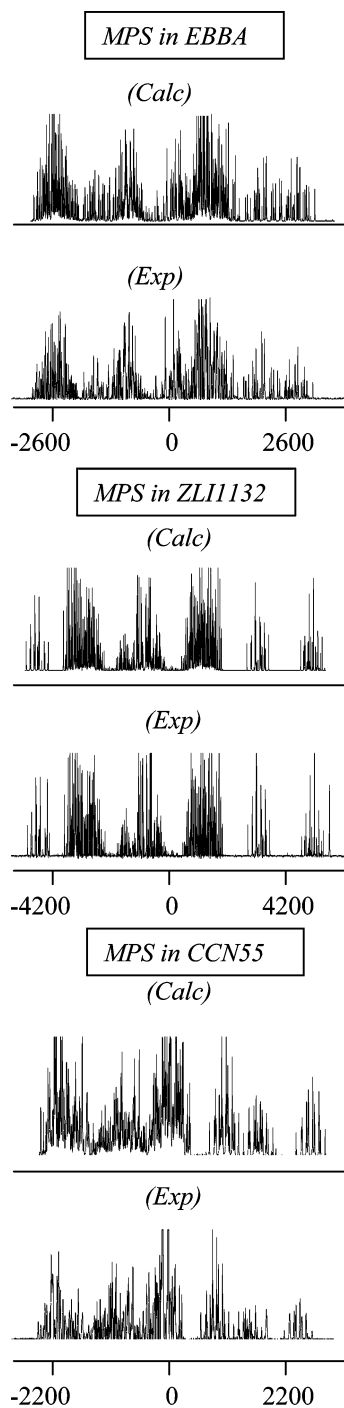 MPS in EBBA
(Calc)
(Exp)
-2600 0 2600
MPS in ZLI1132
(Calc)
(Exp)
-4200 0 4200
MPS in CCN55
(Calc)
(Exp)
-2200 0 2200